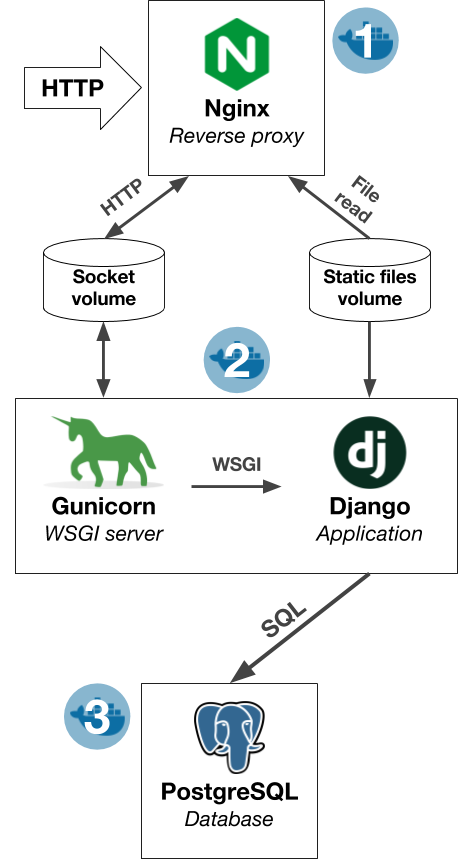 1
HTTP
N
Nginx
Reverse proxy
HTTP
File
read
Socket
volume
Static files
volume
2
dj
WSGI
Gunicorn
WSGI server
Django
Application
SQL
3
PostgreSQL
Database